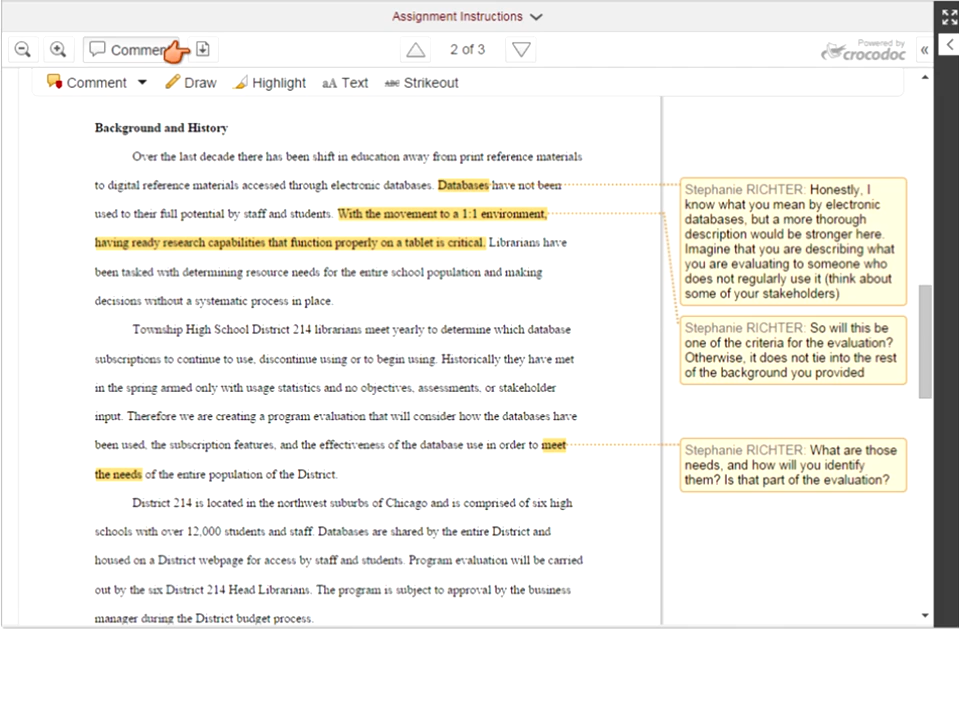 Assignment Instructions
Commen
2 of 3
Powered by
crocodoc
«
Comment
Draw
Highlight
aA Text
ABC Strikeout
Background and History
Over the last decade there has been shift in education away from print reference materials
to digital reference materials accessed through electronic databases. Databases have not been
used to their full potential by staff and students. With the movement to a 1:1 environment,
having ready research capabilities that function properly on a tablet is critical. Librarians have
been tasked with determining resource needs for the entire school population and making
decisions without a systematic process in place.
Township High School District 214 librarians meet yearly to determine which database
subscriptions to continue to use, discontinue using or to begin using. Historically they have met
in the spring armed only with usage statistics and no objectives, assessments, or stakeholder
input. Therefore we are creating a program evaluation that will consider how the databases have
been used, the subscription features, and the effectiveness of the database use in order to meet
the needs of the entire population of the District.
District 214 is located in the northwest suburbs of Chicago and is comprised of six high
schools with over 12,000 students and staff. Databases are shared by the entire District and
housed on a District webpage for access by staff and students. Program evaluation will be carried
out by the six District 214 Head Librarians. The program is subject to approval by the business
manager during the District budget process.
Stephanie RICHTER: Honestly, I
know what you mean by electronic
databases, but a more thorough
description would be stronger here.
Imagine that you are describing what
you are evaluating to someone who
does not regularly use it (think about
some of your stakeholders)
Stephanie RICHTER: So will this be
one of the criteria for the evaluation?
Otherwise, it does not tie into the rest
of the background you provided
Stephanie RICHTER: What are those
needs, and how will you identify
them? Is that part of the evaluation?